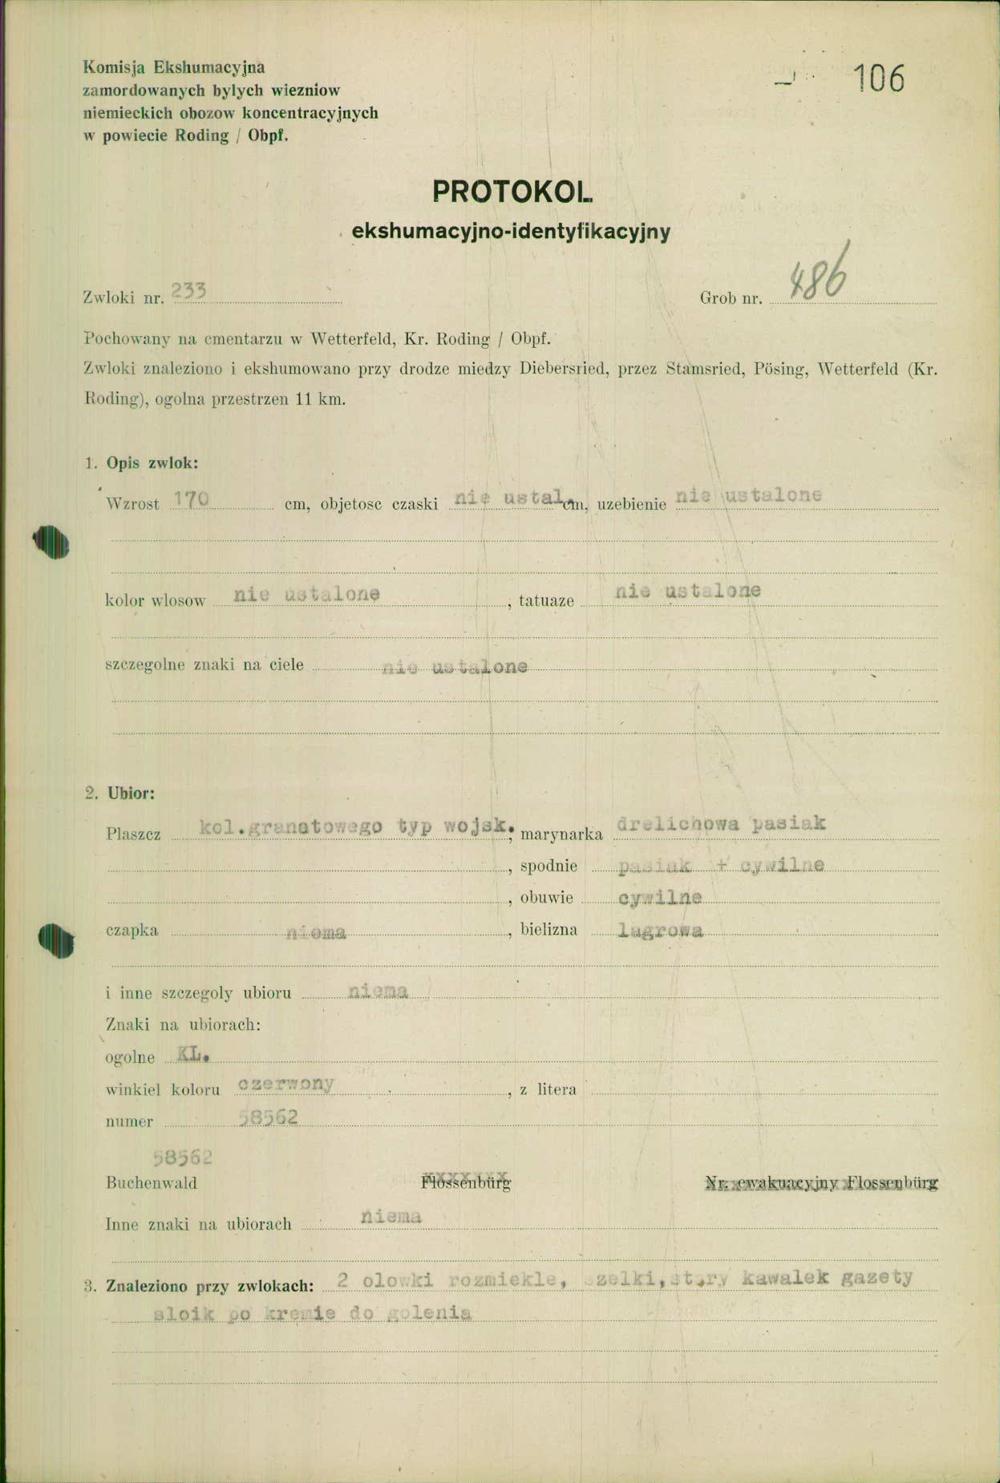 Komisja Ekshumacyjna
zamordowanych bylych wiezniow
niemieckich obozow koncentracyjnych
w powiecie Roding / Obpf.
106
PROTOKOL
ekshumacyjno-identyfikacyjny
Zwloki nr. 233 Grob nr. 486
Pochowany na cmentarzu w Wetterfeld, Kr. Roding / Obpf.
Zwloki znaleziono i ekshumowano przy drodze miedzy Diebersried, przez Stamsried, Pösing, Wetterfeld (Kr.
Roding), ogolna przestrzen 11 km.
1. Opis zwlok:
Wzrost 170 cm, objetosc czaski nie ustal. cm, uzebienie nie ustalone
kolor wlosow nie ustalone, tatuaze nie ustalone
szczegolne znaki na ciele nie ustalone
2. Ubior:
Plaszcz kol.granatowego typ wojsk., marynarka drelichowa pasiak
, spodnie pasiak + cywilne
, obuwie cywilne
czapka niema, bielizna lagrowa
i inne szczegoly ubioru niema
Znaki na ubiorach:
ogolne KL.
winkiel koloru czerwony, z litera
numer 58562
58562
Buchenwald Flossenbürg Nr. ewakuacyjny Flossenbürg
Inne znaki na ubiorach niema
3. Znaleziono przy zwlokach: 2 olowki rozmiekle, szelki,stary kawalek gazety
sloik po kremie do golenia